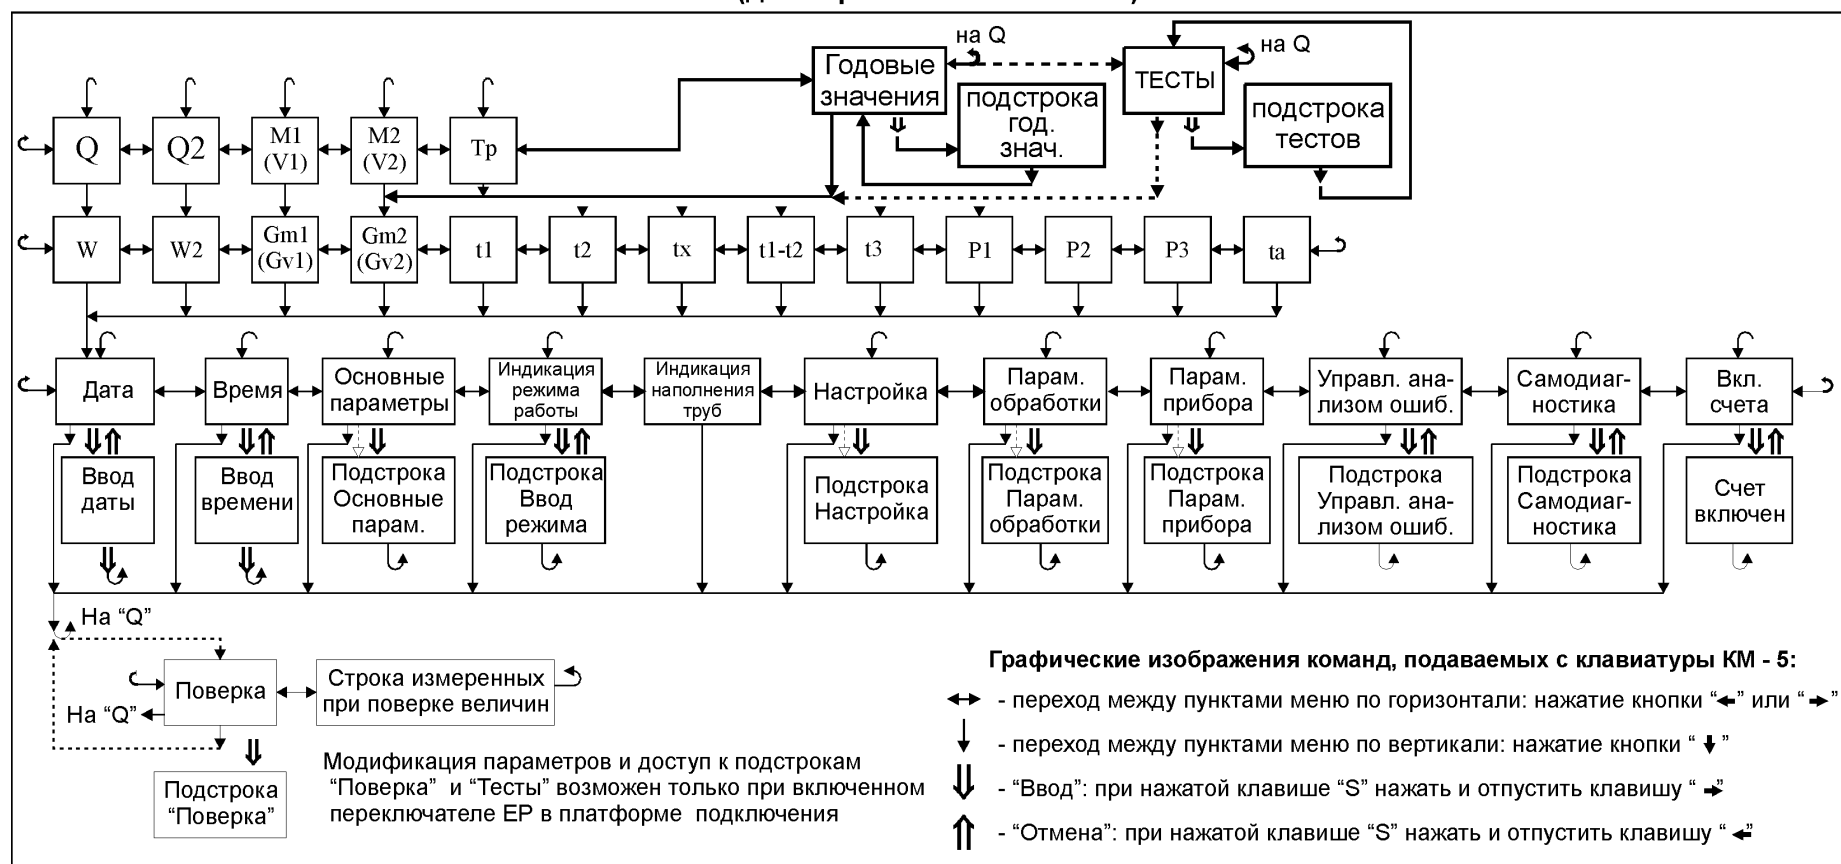 на Q
на Q
Годовые
значения
ТЕСТЫ
подстрока
год.
знач.
подстрока
тестов
Q
Q2
M1
(V1)
M2
(V2)
Tp
W
W2
Gm1
(Gv1)
Gm2
(Gv2)
t1
t2
tx
t1-t2
t3
P1
P2
P3
ta
Дата
Время
Основные
параметры
Индикация
режима
работы
Индикация
наполнения
труб
Настройка
Парам.
обработки
Парам.
прибора
Управл. ана-
лизом ошиб.
Самодиаг-
ностика
Вкл.
счета
Ввод
даты
Ввод
времени
Подстрока
Основные
парам.
Подстрока
Ввод
режима
Подстрока
Настройка
Подстрока
Парам.
обработки
Подстрока
Парам.
прибора
Подстрока
Управл. ана-
лизом ошиб.
Подстрока
Самодиаг-
ностика
Счет
включен
На “Q”
Поверка
Строка измеренных
при поверке величин
На “Q”
Подстрока
“Поверка”
Модификация параметров и доступ к подстрокам
“Поверка” и “Тесты” возможен только при включенном
переключателе EP в платформе подключения
Графические изображения команд, подаваемых с клавиатуры КМ - 5:
- переход между пунктами меню по горизонтали: нажатие кнопки “←” или “→”
- переход между пунктами меню по вертикали: нажатие кнопки “↓”
- “Ввод”: при нажатой клавише “S” нажать и отпустить клавишу “→”
- “Отмена”: при нажатой клавише “S” нажать и отпустить клавишу “←”